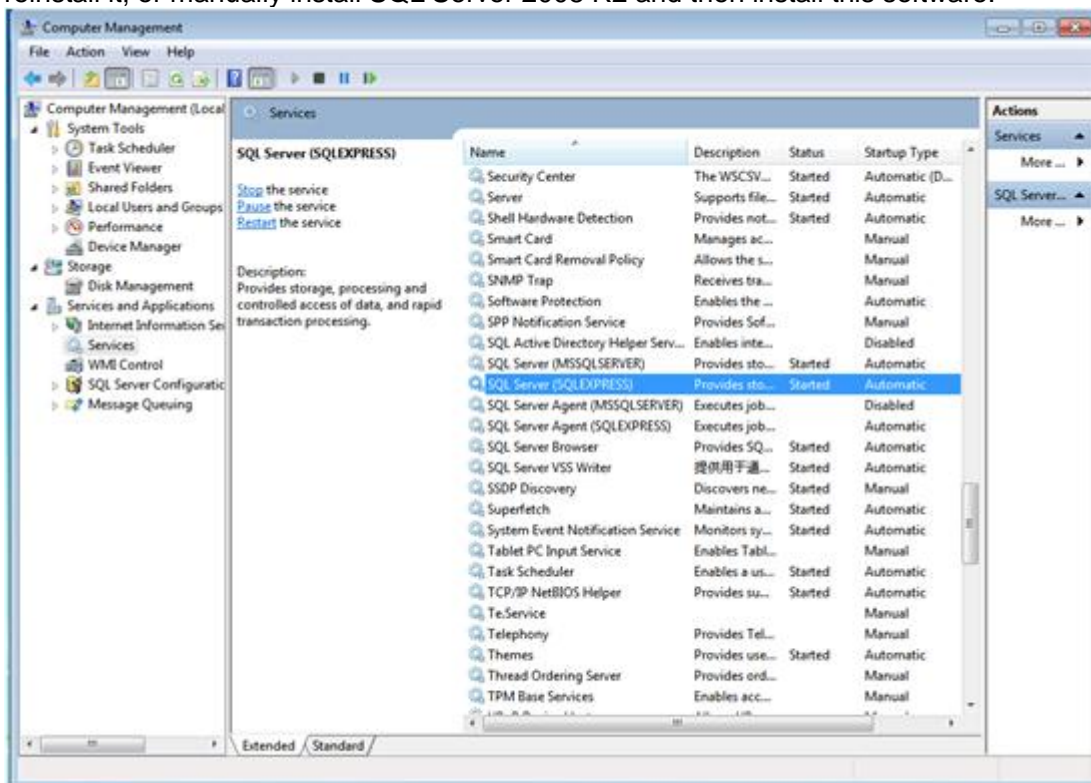 reinstall it, or manually install SQL Server 2008 R2 and then install this software.
Computer Management
File Action View Help
Computer Management (Local
System Tools
Task Scheduler
Event Viewer
Shared Folders
Local Users and Groups
Performance
Device Manager
Storage
Disk Management
Services and Applications
Internet Information Se
Services
WMI Control
SQL Server Configuratic
Message Queuing
Services
SQL Server (SQLEXPRESS)
Stop the service
Pause the service
Restart the service
Description:
Provides storage, processing and
controlled access of data, and rapid
transaction processing.
Name Description Status Startup Type
Security Center The WSCSV... Started Automatic (D...
Server Supports file... Started Automatic
Shell Hardware Detection Provides not... Started Automatic
Smart Card Manages ac... Manual
Smart Card Removal Policy Allows the s... Manual
SNMP Trap Receives tra... Manual
Software Protection Enables the ... Automatic
SPP Notification Service Provides Sof... Manual
SQL Active Directory Helper Serv... Enables inte... Disabled
SQL Server (MSSQLSERVER) Provides sto... Started Automatic
SQL Server (SQLEXPRESS) Provides sto... Started Automatic
SQL Server Agent (MSSQLSERVER) Executes job... Disabled
SQL Server Agent (SQLEXPRESS) Executes job... Automatic
SQL Server Browser Provides SQ... Started Automatic
SQL Server VSS Writer 提供用于通... Started Automatic
SSDP Discovery Discovers ne... Started Manual
Superfetch Maintains a... Started Automatic
System Event Notification Service Monitors sy... Started Automatic
Tablet PC Input Service Enables Tabl... Manual
Task Scheduler Enables a us... Started Automatic
TCP/IP NetBIOS Helper Provides su... Started Automatic
Te.Service Manual
Telephony Provides Tel... Manual
Themes Provides use... Started Automatic
Thread Ordering Server Provides ord... Manual
TPM Base Services Enables acc... Manual
Extended Standard
Actions
Services
More ...
SQL Server...
More ...